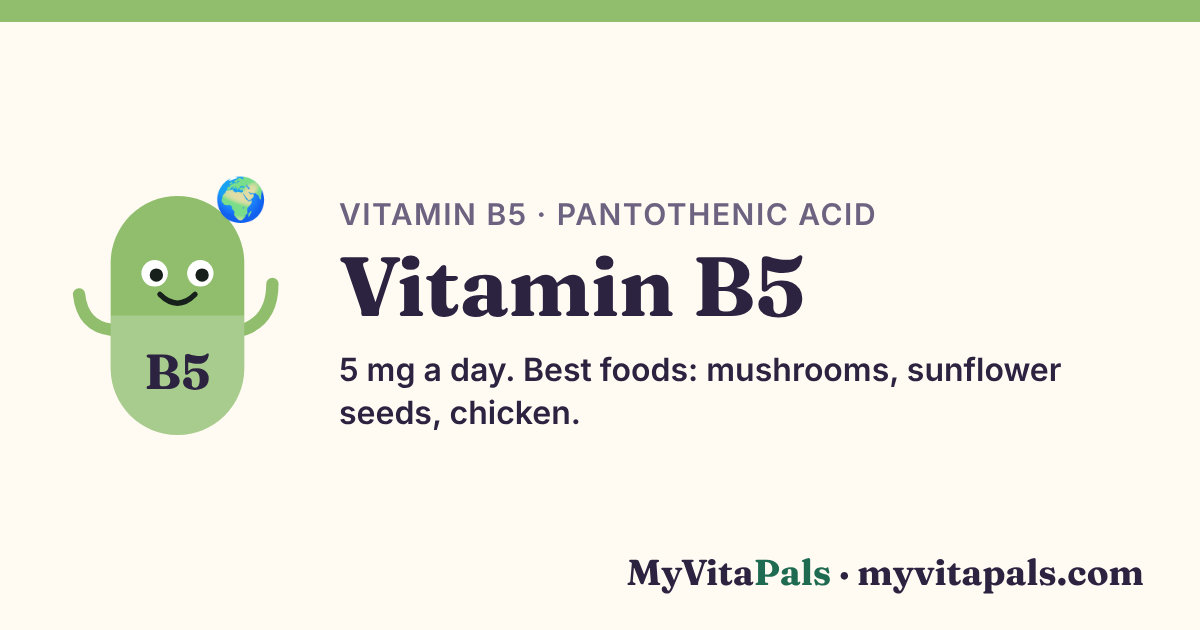 VITAMIN B5 · PANTOTHENIC ACID
Vitamin B5
5 mg a day. Best foods: mushrooms, sunflower
seeds, chicken.
B5
MyVitaPals · myvitapals.com